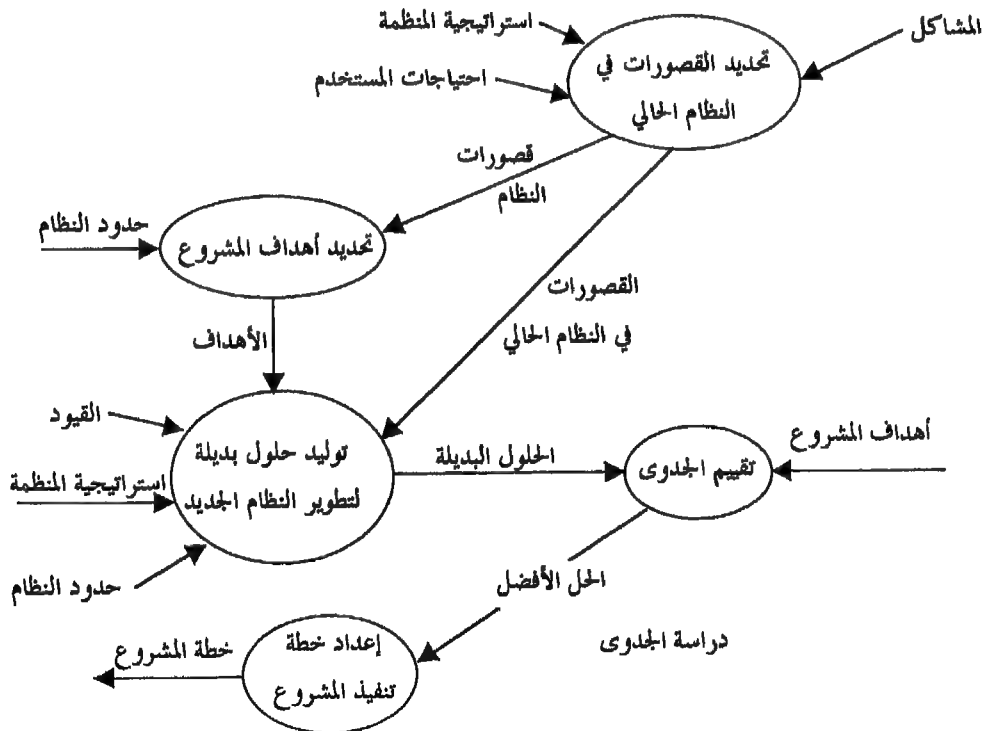 استراتيجية المنظمة
المشاكل
تحديد القصورات في
النظام الحالي
احتياجات المستخدم
قصورات
النظام
حدود النظام
تحديد أهداف المشروع
القصورات
في النظام الحالي
الأهداف
القيود
توليد حلول بديلة
لتطوير النظام الجديد
استراتيجية المنظمة
حدود النظام
الحلول البديلة
تقييم الجدوى
أهداف المشروع
الحل الأفضل
إعداد خطة
تنفيذ المشروع
خطة المشروع
دراسة الجدوى